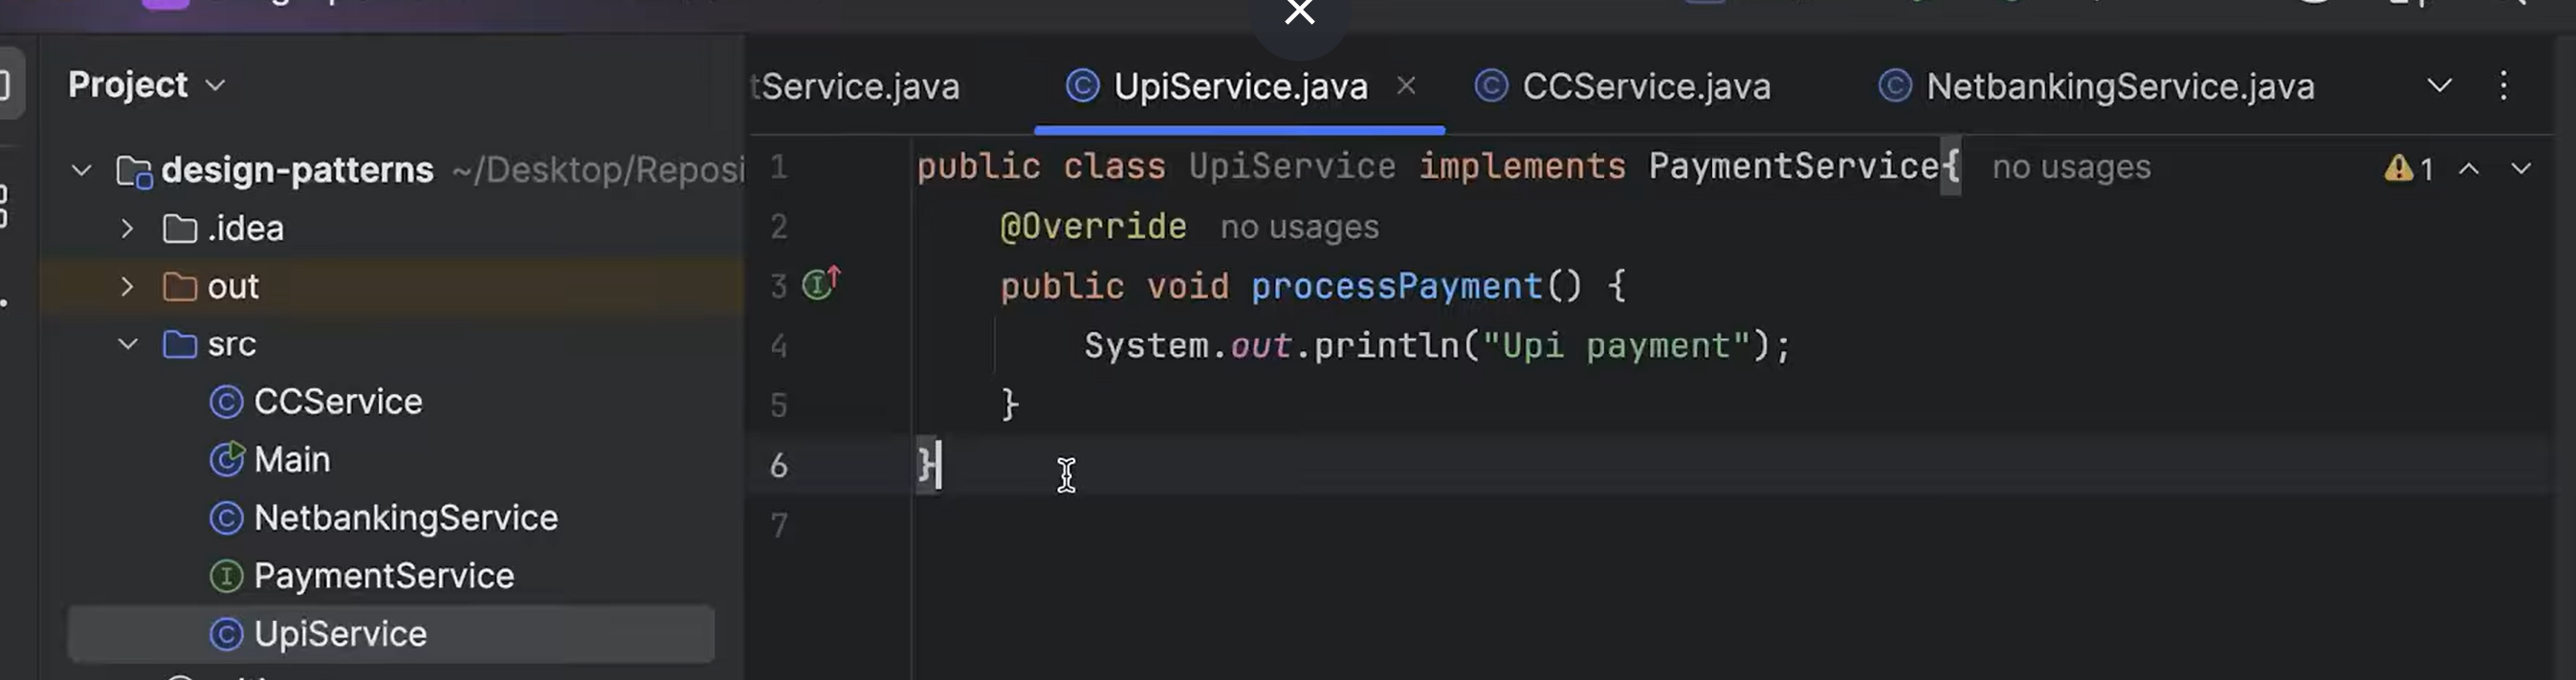 Project
design-patterns ~/Desktop/Reposi
.idea
out
src
CCService
Main
NetbankingService
PaymentService
UpiService
tService.java UpiService.java CCService.java NetbankingService.java
1 public class UpiService implements PaymentService{ no usages 1
2 @Override no usages
3 public void processPayment() {
4 System.out.println("Upi payment");
5 }
6 }
7